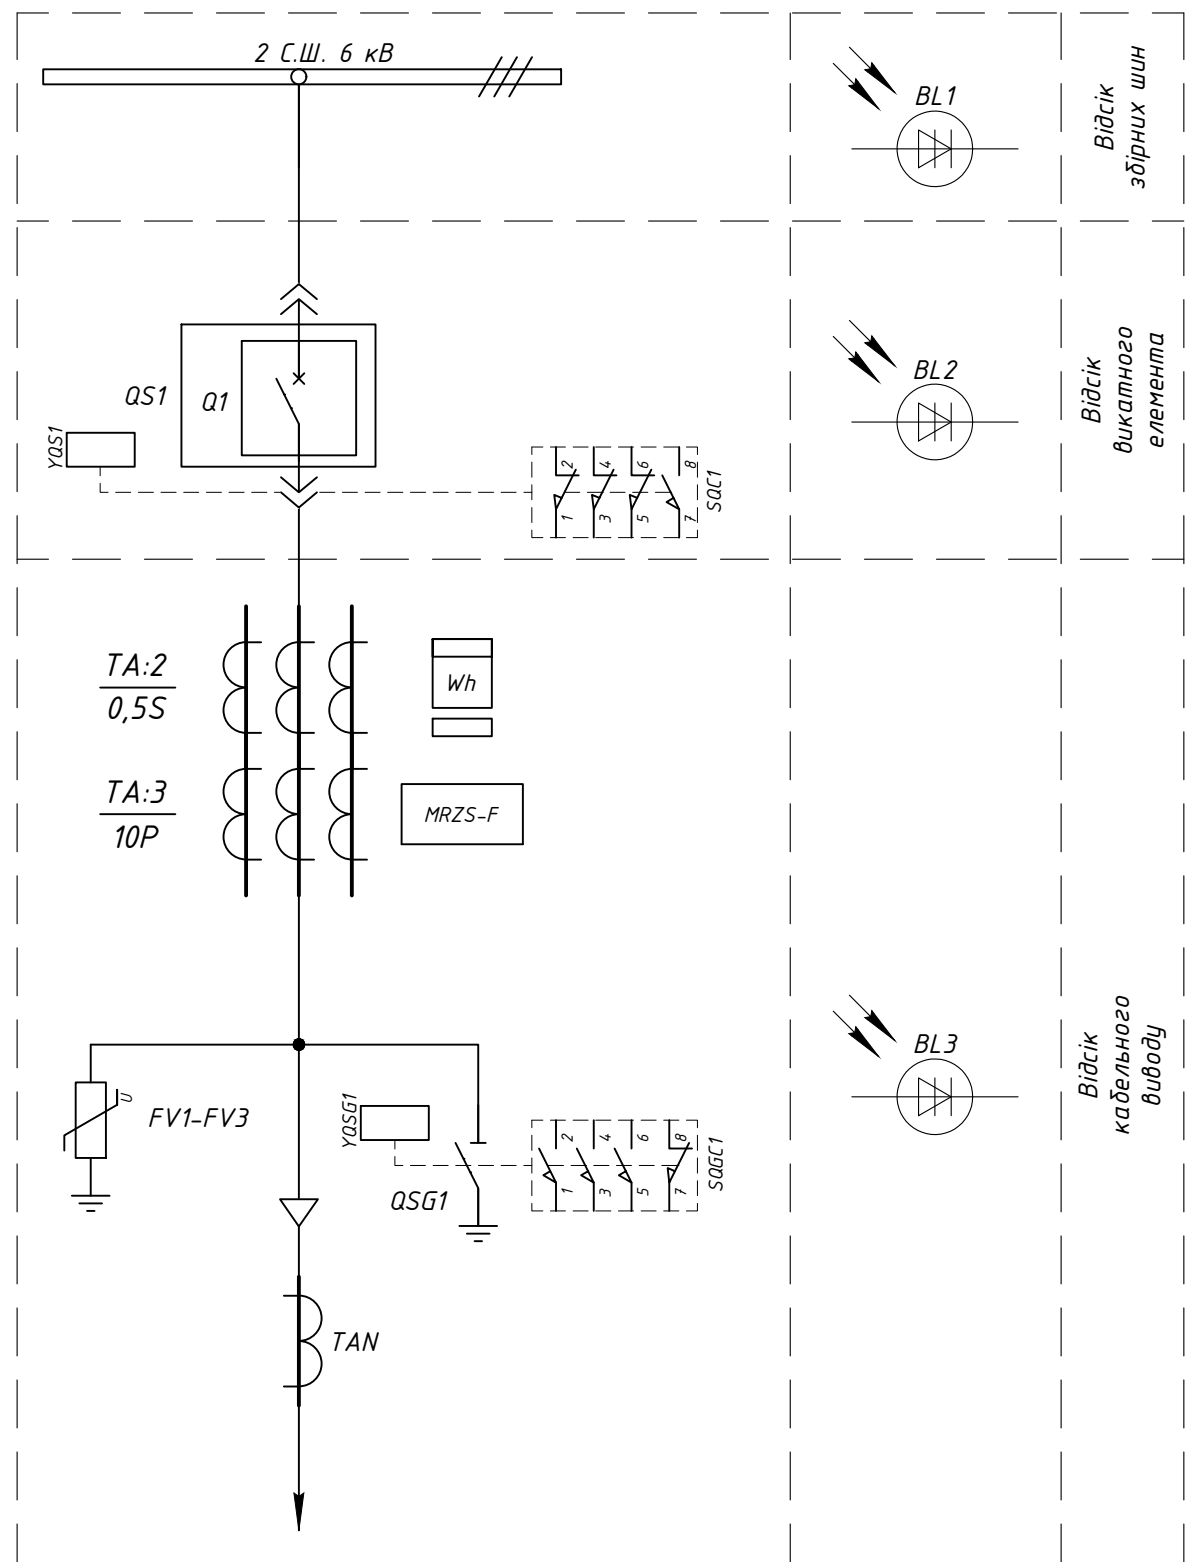 2 С.Ш. 6 кВ
BL1
Відсік
збірних шин
QS1
Q1
YQS1
2
4
6
8
1
3
5
7
SQC1
BL2
Відсік
викатного
елемента
TA:2
0,5S
Wh
TA:3
10P
MRZS-F
FV1-FV3
U
YQSG1
QSG1
2
4
6
8
1
3
5
7
SQGC1
BL3
Відсік
кабельного
виводу
TAN